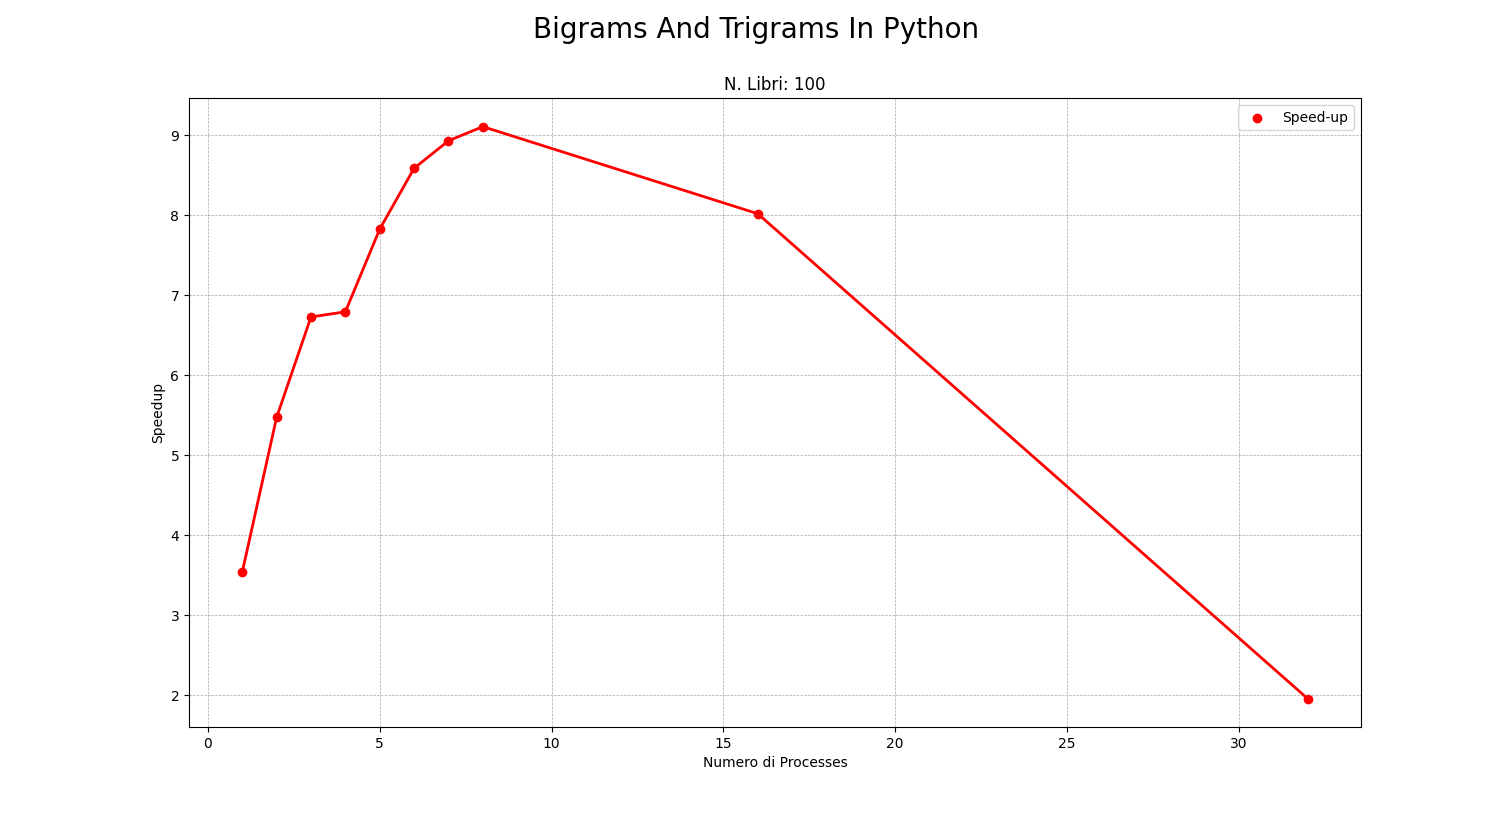 Bigrams And Trigrams In Python
N. Libri: 100
Speed-up
9
8
7
6
5
4
3
2
Speedup
0 5 10 15 20 25 30
Numero di Processes